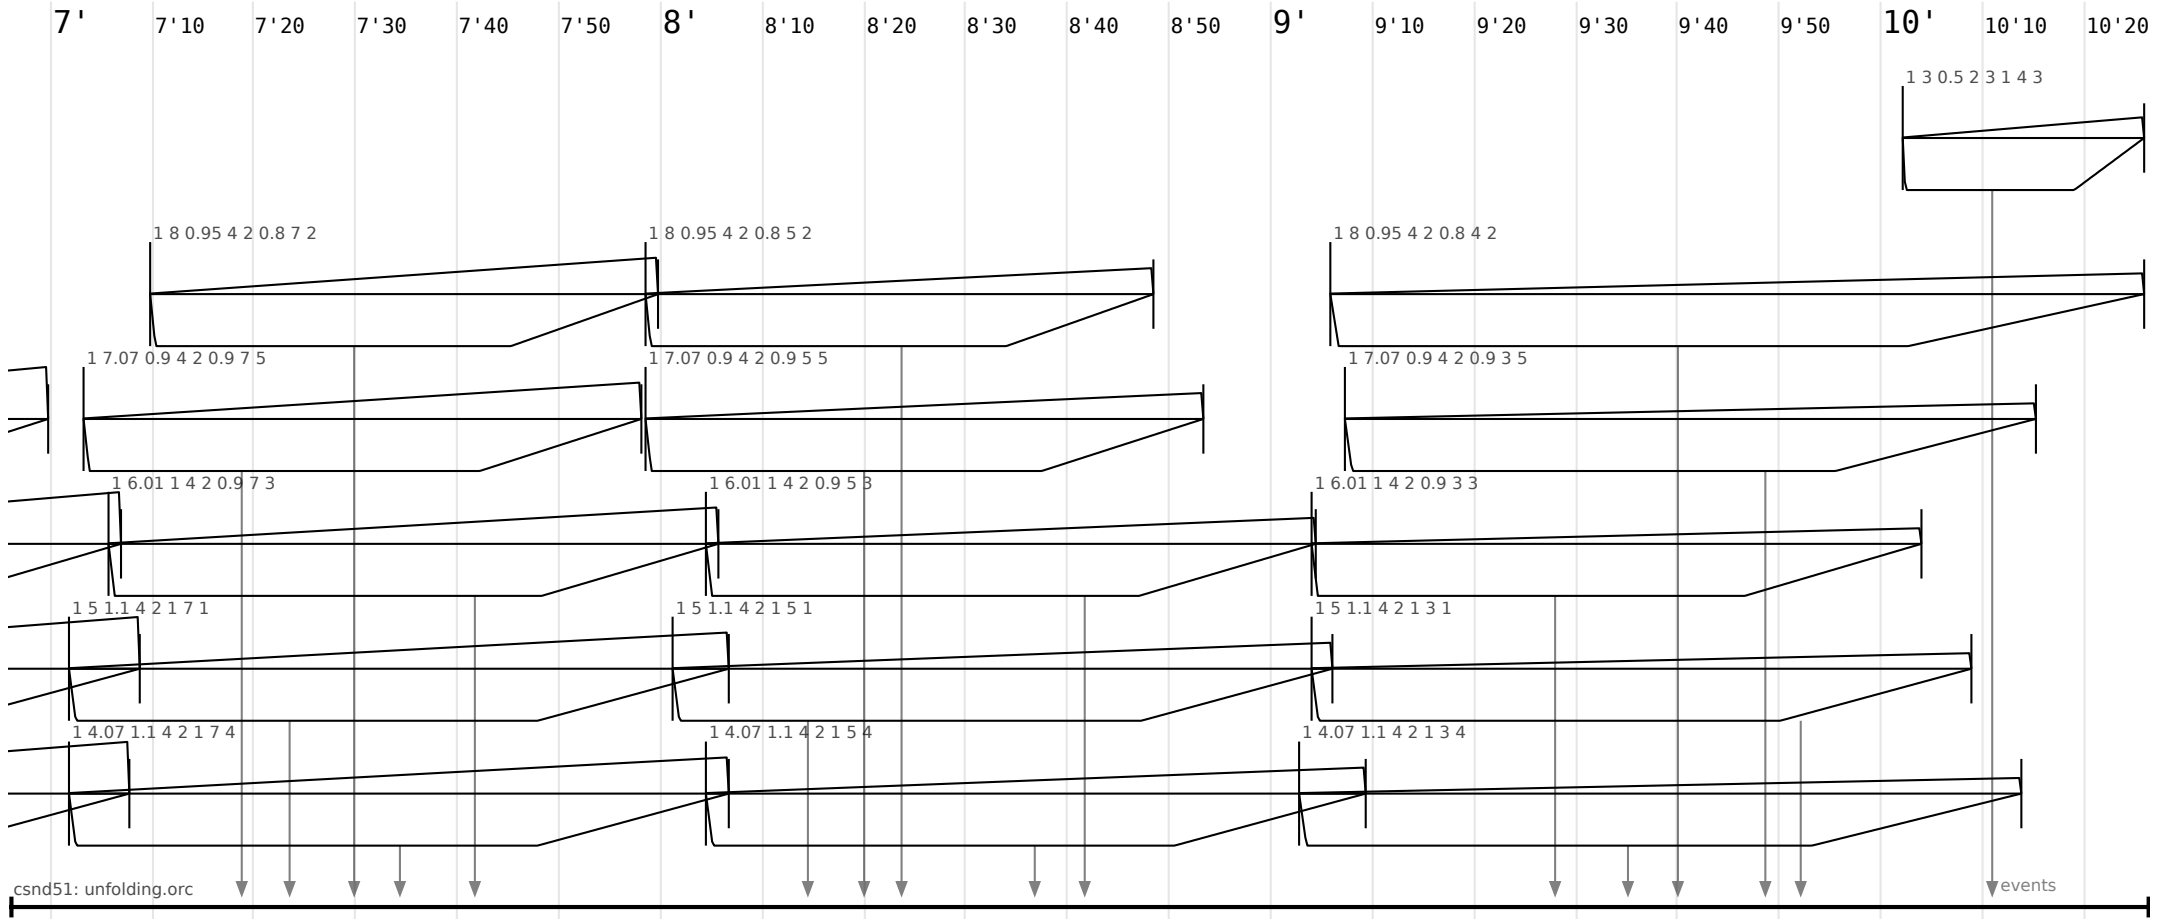 7' 7'10 7'20 7'30 7'40 7'50 8' 8'10 8'20 8'30 8'40 8'50 9' 9'10 9'20 9'30 9'40 9'50 10' 10'10 10'20
1 3 0.5 2 3 1 4 3
1 8 0.95 4 2 0.8 7 2 1 8 0.95 4 2 0.8 5 2 1 8 0.95 4 2 0.8 4 2
1 7.07 0.9 4 2 0.9 7 5 1 7.07 0.9 4 2 0.9 5 5 1 7.07 0.9 4 2 0.9 3 5
1 6.01 1 4 2 0.9 7 3 1 6.01 1 4 2 0.9 5 3 1 6.01 1 4 2 0.9 3 3
1 5 1.1 4 2 1 7 1 1 5 1.1 4 2 1 5 1 1 5 1.1 4 2 1 3 1
1 4.07 1.1 4 2 1 7 4 1 4.07 1.1 4 2 1 5 4 1 4.07 1.1 4 2 1 3 4
csnd51: unfolding.orc events